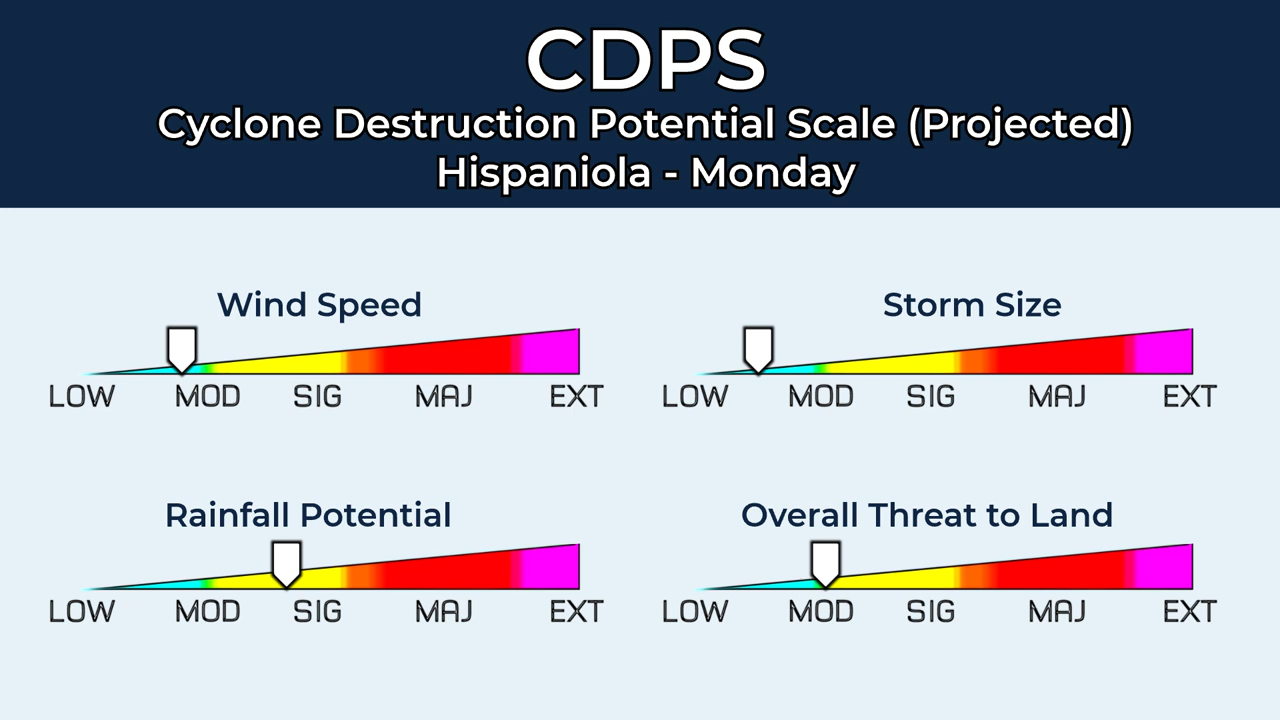 CDPS
Cyclone Destruction Potential Scale (Projected)
Hispaniola - Monday
Wind Speed
LOW MOD SIG MAJ EXT
Storm Size
LOW MOD SIG MAJ EXT
Rainfall Potential
LOW MOD SIG MAJ EXT
Overall Threat to Land
LOW MOD SIG MAJ EXT